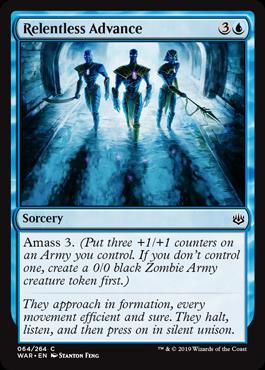 Relentless Advance 3
Sorcery
Amass 3. (Put three +1/+1 counters on
an Army you control. If you don't control
one, create a 0/0 black Zombie Army
creature token first.)
They approach in formation, every
movement efficient and sure. They halt,
listen, and then press on in silent unison.
064/264 C
WAR • EN Stanton Feng
™ & © 2019 Wizards of the Coast